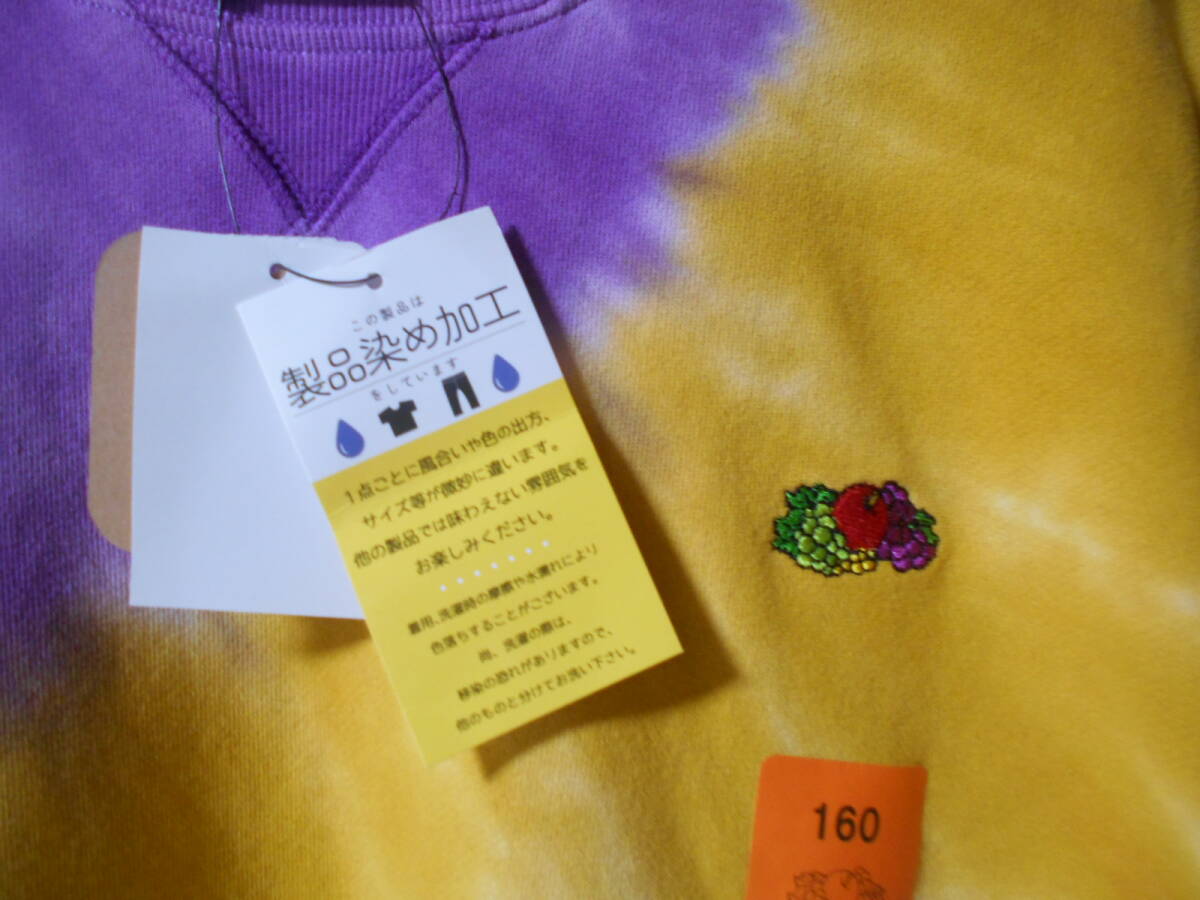 この製品は
製品染め加工
をしています
1点ごとに風合いや色の出方、
サイズ等が微妙に違います。
他の製品では味わえない雰囲気を
お楽しみください。
着用、洗濯時の摩擦や水濡れにより
色落ちすることがございます。
尚、洗濯の際は、
移染の恐れがありますので、
他のものと分けてお洗い下さい。
160